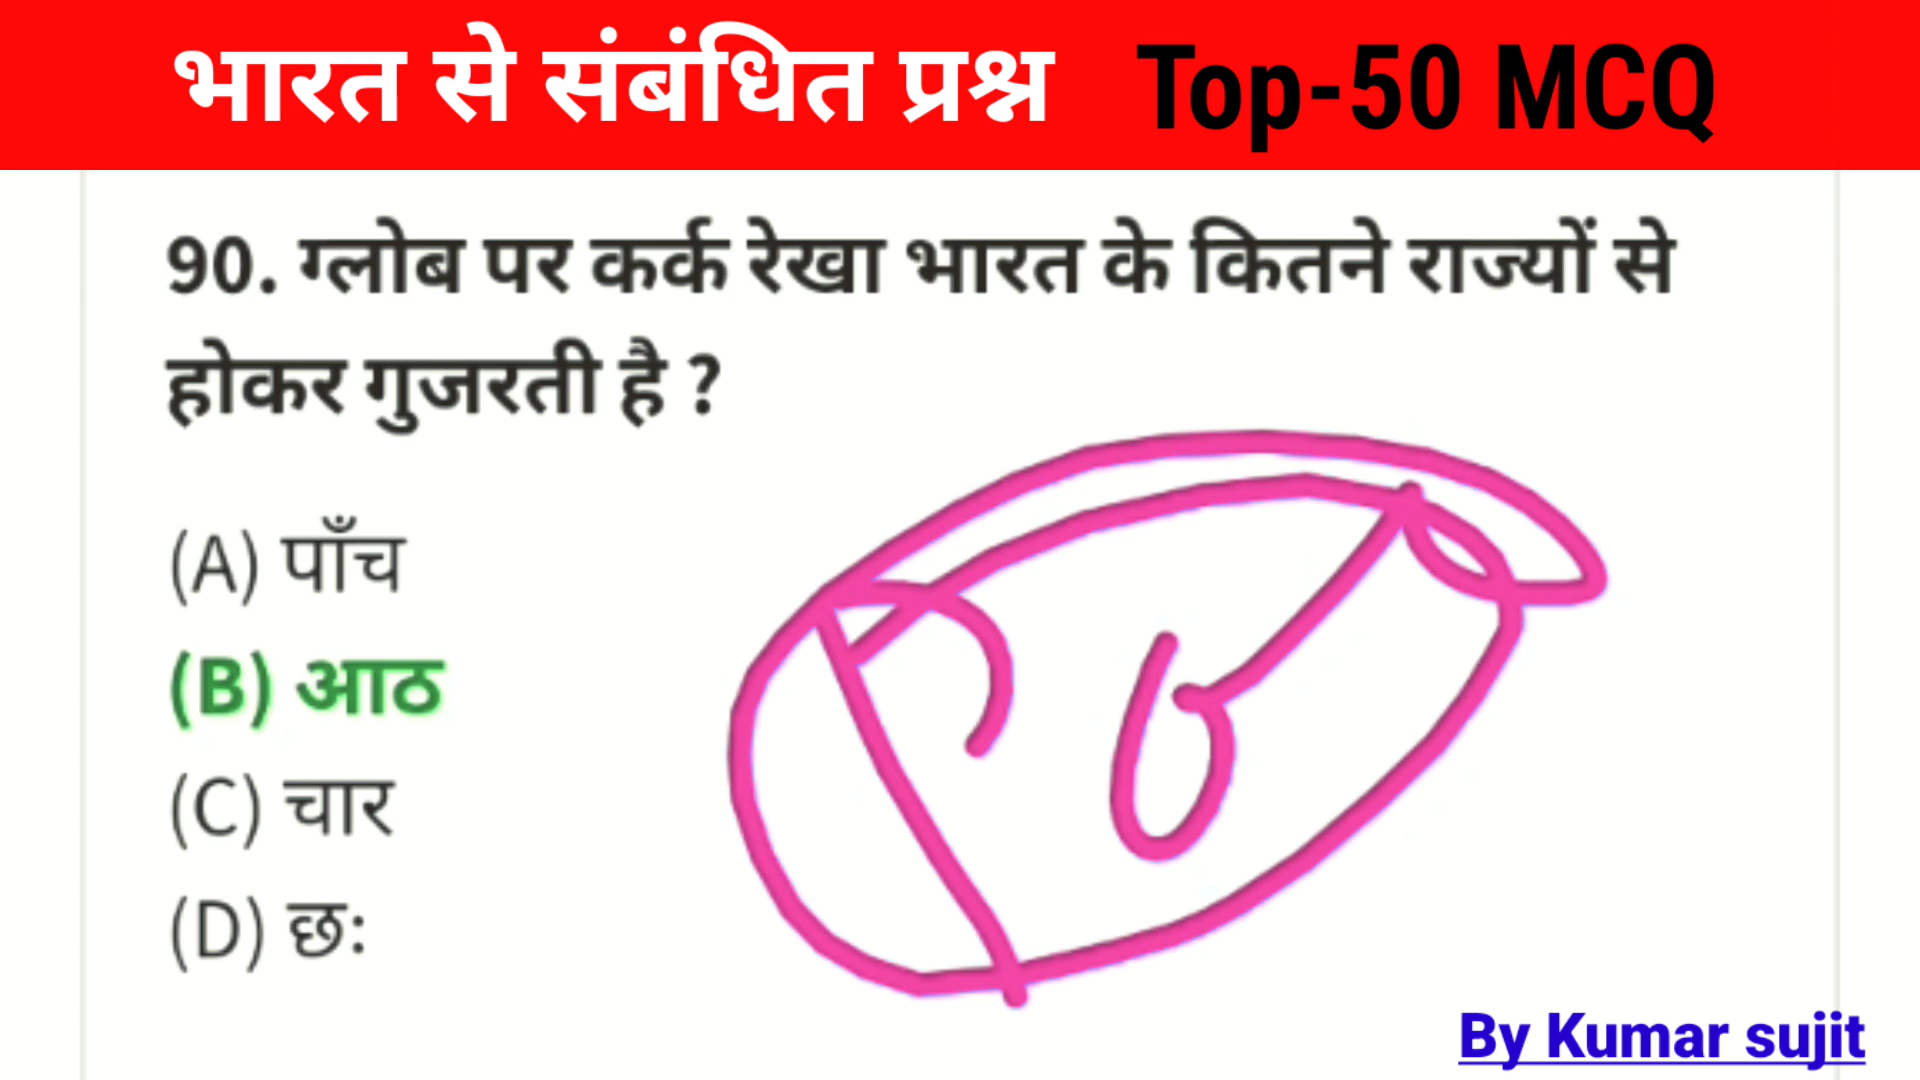 भारत से संबंधित प्रश्न Top-50 MCQ
90. ग्लोब पर कर्क रेखा भारत के कितने राज्यों से
होकर गुजरती है ?
(A) पाँच
(B) आठ
(C) चार
(D) छः
By Kumar sujit